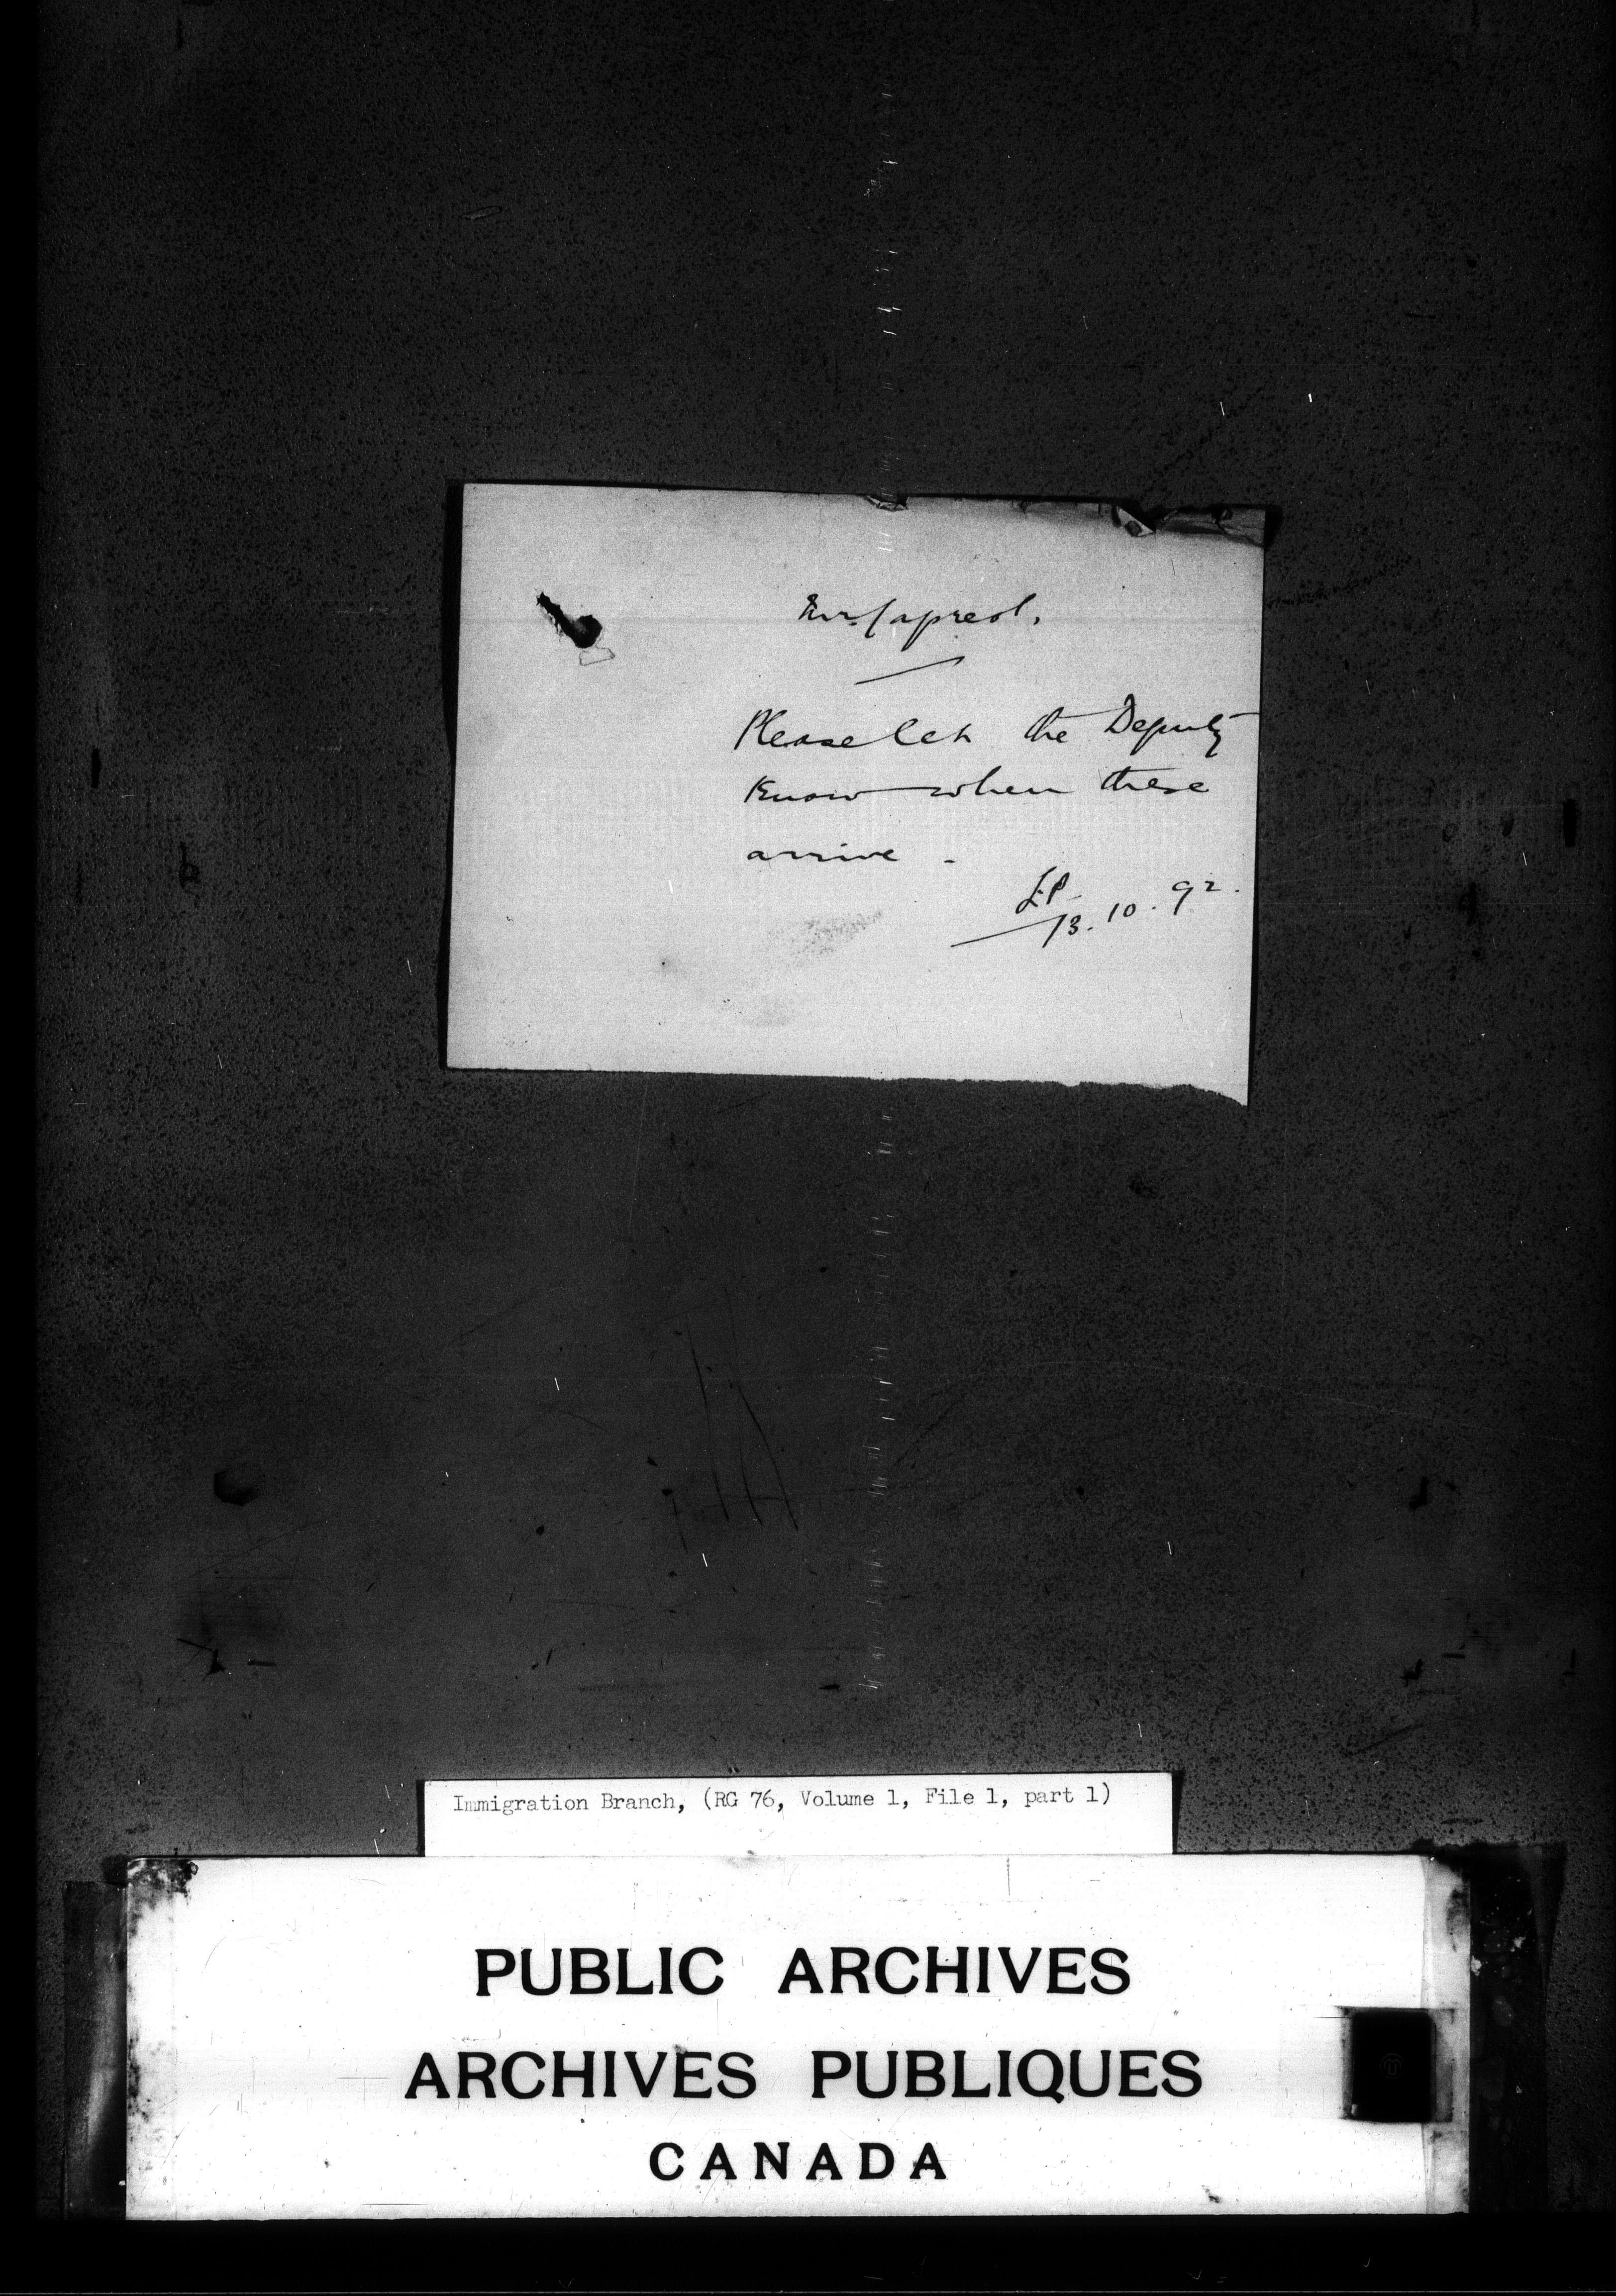 Mr. Capreol.
Please let the Deputy
Know when these
arrive -
L.P.
13.10.92.
Immigration Branch, (RG 76, Volume 1, File 1, part 1)
PUBLIC ARCHIVES
ARCHIVES PUBLIQUES
CANADA